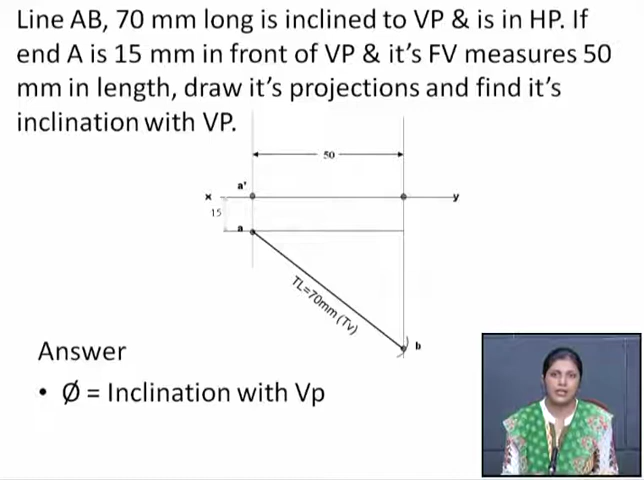 Line AB, 70 mm long is inclined to VP & is in HP. If
end A is 15 mm in front of VP & it's FV measures 50
mm in length, draw it's projections and find it's
inclination with VP.
50
a'
x
y
15
a
TL=70mm (Tv)
b
Answer
• Ø = Inclination with Vp